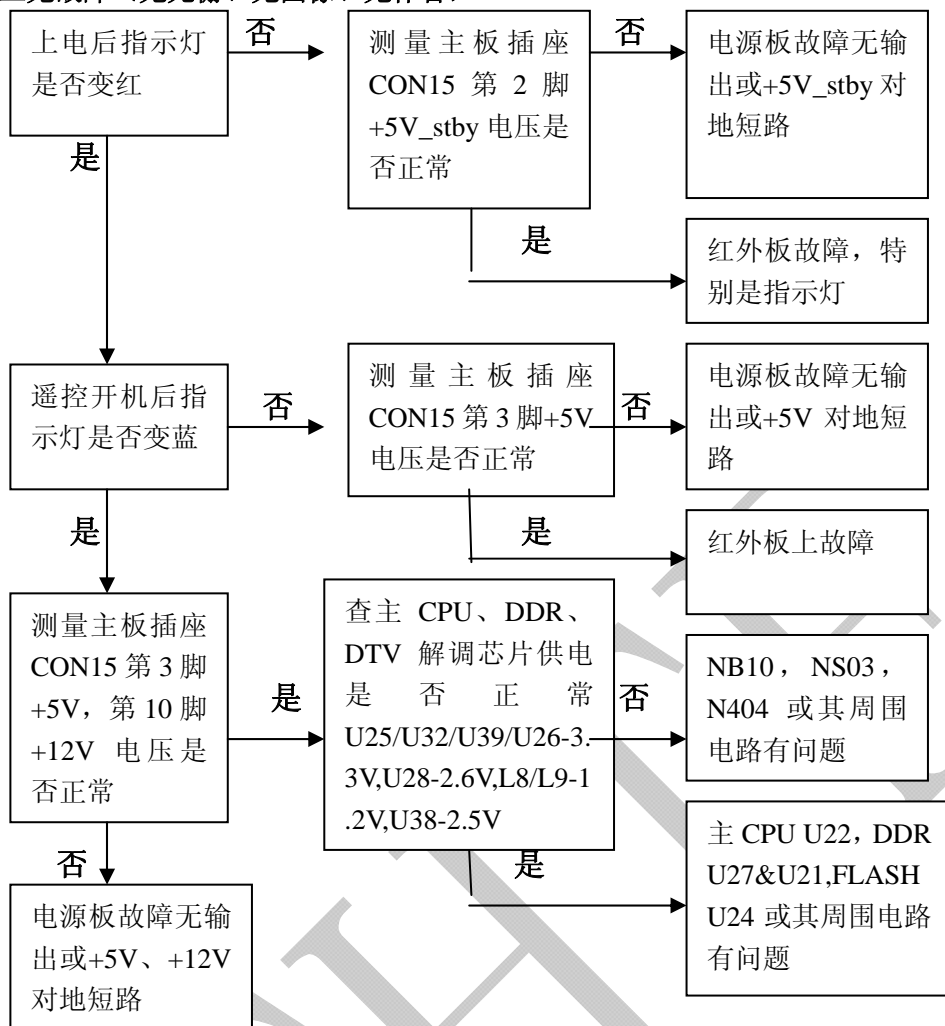 上电后指示灯
是否变红
否
测量主板插座
CON15 第 2 脚
+5V_stby 电压是
否正常
否
电源板故障无输
出或+5V_stby 对
地短路
是
是
红外板故障，特
别是指示灯
遥控开机后指
示灯是否变蓝
否
测量主板插座
CON15 第 3 脚+5V
电压是否正常
否
电源板故障无输
出或+5V 对地短
路
是
是
红外板上故障
测量主板插座
CON15 第 3 脚
+5V，第 10 脚
+12V 电压是
否正常
是
查主 CPU、DDR、
DTV 解调芯片供电
是否正常
U25/U32/U39/U26-3.
3V,U28-2.6V,L8/L9-1
.2V,U38-2.5V
否
NB10，NS03，
N404 或其周围
电路有问题
否
是
电源板故障无输
出或+5V、+12V
对地短路
主 CPU U22，DDR
U27&U21,FLASH
U24 或其周围电路
有问题